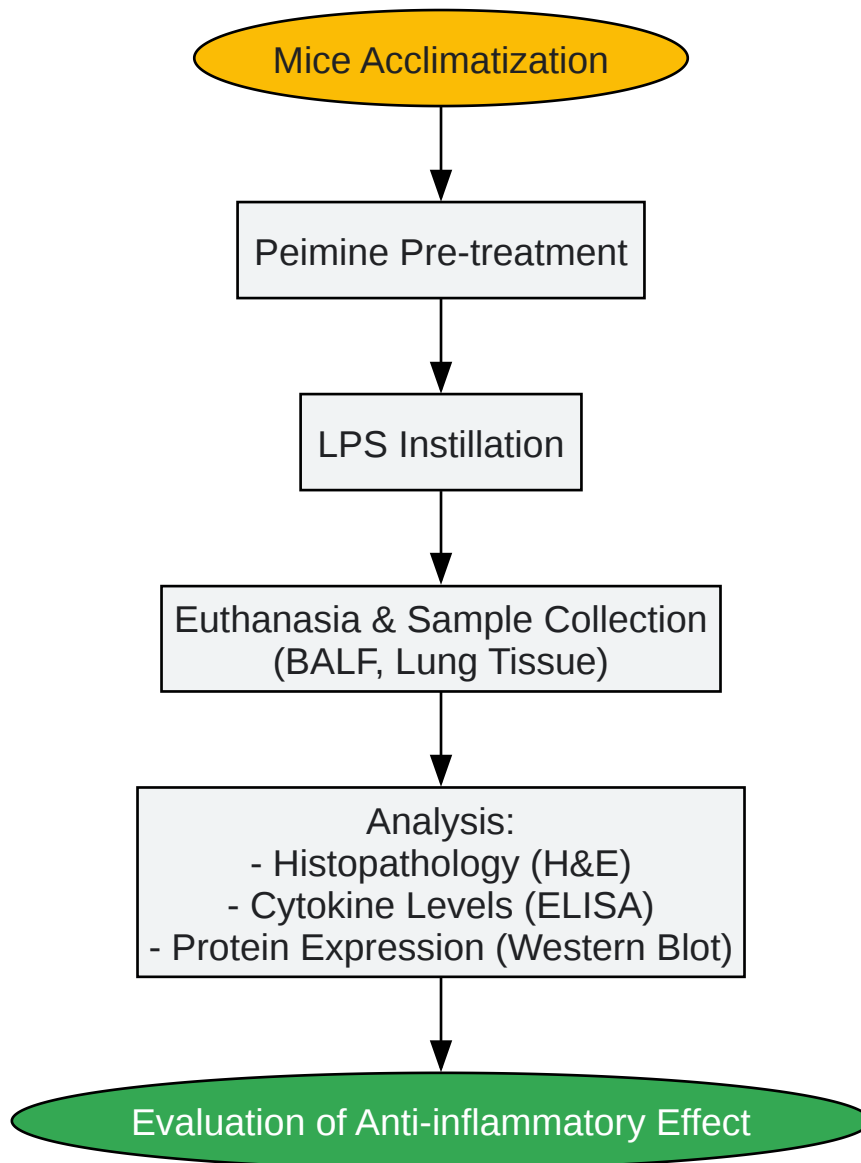 Mice Acclimatization
Peimine Pre-treatment
LPS Instillation
Euthanasia & Sample Collection
(BALF, Lung Tissue)
Analysis:
- Histopathology (H&E)
- Cytokine Levels (ELISA)
- Protein Expression (Western Blot)
Evaluation of Anti-inflammatory Effect